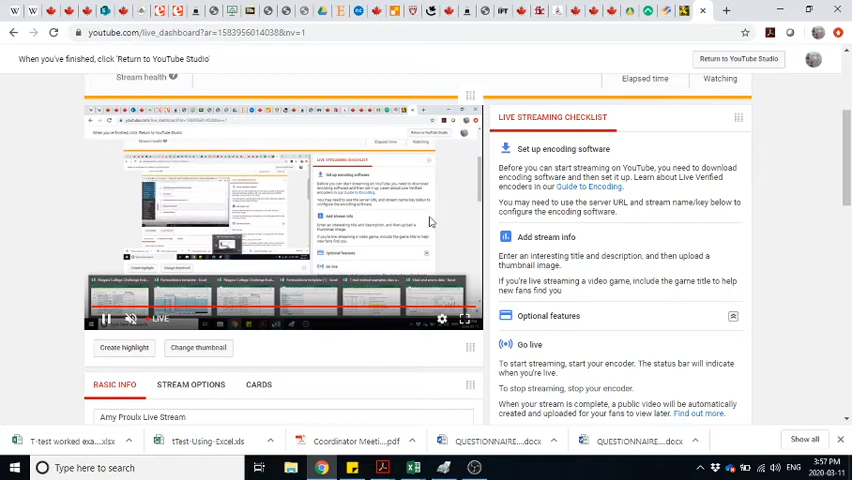 youtube.com/live_dashboard?ar=1583956014038&nv=1
When you've finished, click 'Return to YouTube Studio'
Return to YouTube Studio
Stream health
Elapsed time
Watching
LIVE STREAMING CHECKLIST
Set up encoding software
Before you can start streaming on YouTube, you need to download
encoding software and then set it up. Learn about Live Verified
encoders in our Guide to Encoding.
You may need to use the server URL and stream name/key below to
configure the encoding software.
Add stream info
Enter an interesting title and description, and then upload a
thumbnail image.
If you're live streaming a video game, include the game title to help
new fans find you
Optional features
Go live
To start streaming, start your encoder. The status bar will indicate
when you're live.
To stop streaming, stop your encoder.
When your stream is complete, a public video will be automatically
created and uploaded for your fans to view later. Find out more.
LIVE
Create highlight
Change thumbnail
BASIC INFO
STREAM OPTIONS
CARDS
Amy Proulx Live Stream
T-test worked exa....xlsx
tTest-Using-Excel.xls
Coordinator Meeti....pdf
QUESTIONNAIRE....docx
QUESTIONNAIRE....docx
Show all
Type here to search
ENG
3:57 PM
2020-03-11